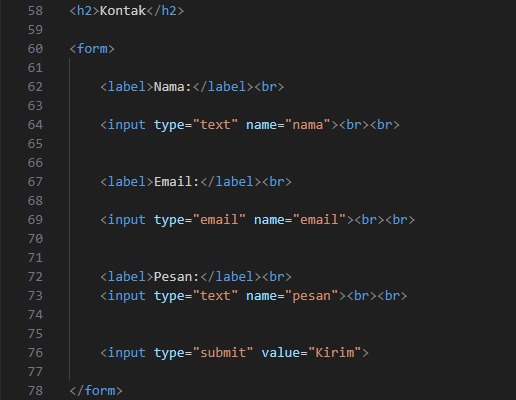 58 <h2>Kontak</h2>
59
60 <form>
61
62 <label>Nama:</label><br>
63
64 <input type="text" name="nama"><br><br>
65
66
67 <label>Email:</label><br>
68
69 <input type="email" name="email"><br><br>
70
71
72 <label>Pesan:</label><br>
73 <input type="text" name="pesan"><br><br>
74
75
76 <input type="submit" value="Kirim">
77
78 </form>